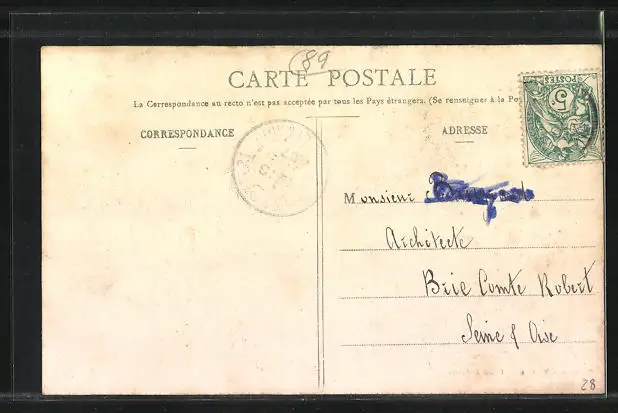 (89
CARTE POSTALE
La Correspondance au recto n'est pas acceptée par tous les Pays étrangers. (Se renseigner à la
CORRESPONDANCE
ADRESSE
5
POSTES
Monsieur
Architecte
Brie Comte Robert
Seine & Oise
28